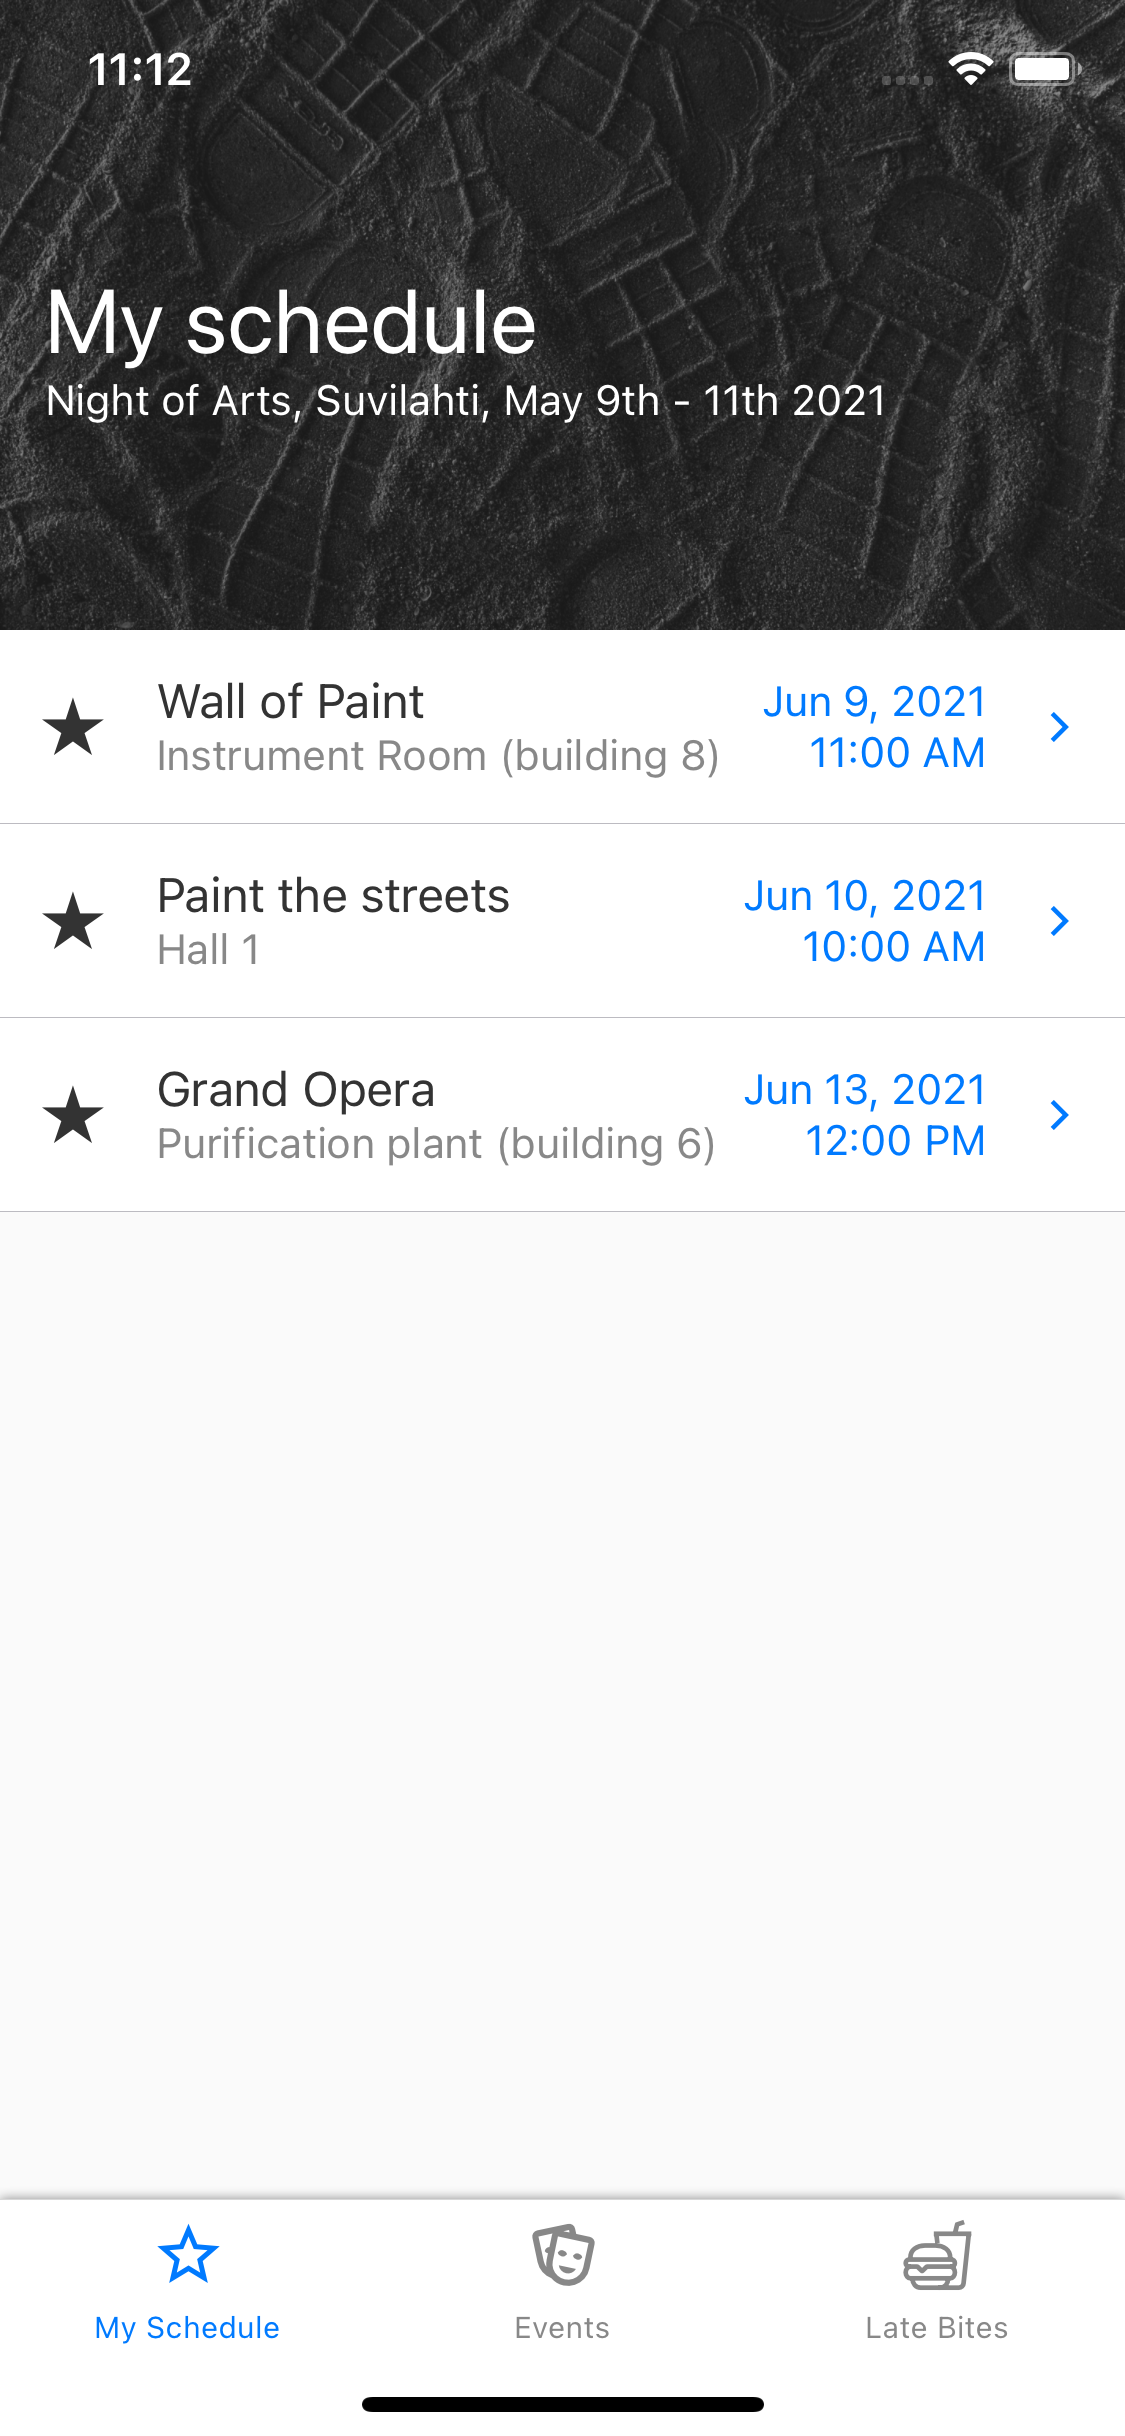 11:12
My schedule
Night of Arts, Suvilahti, May 9th - 11th 2021
Wall of Paint
Instrument Room (building 8)
Jun 9, 2021
11:00 AM
Paint the streets
Hall 1
Jun 10, 2021
10:00 AM
Grand Opera
Purification plant (building 6)
Jun 13, 2021
12:00 PM
My Schedule
Events
Late Bites